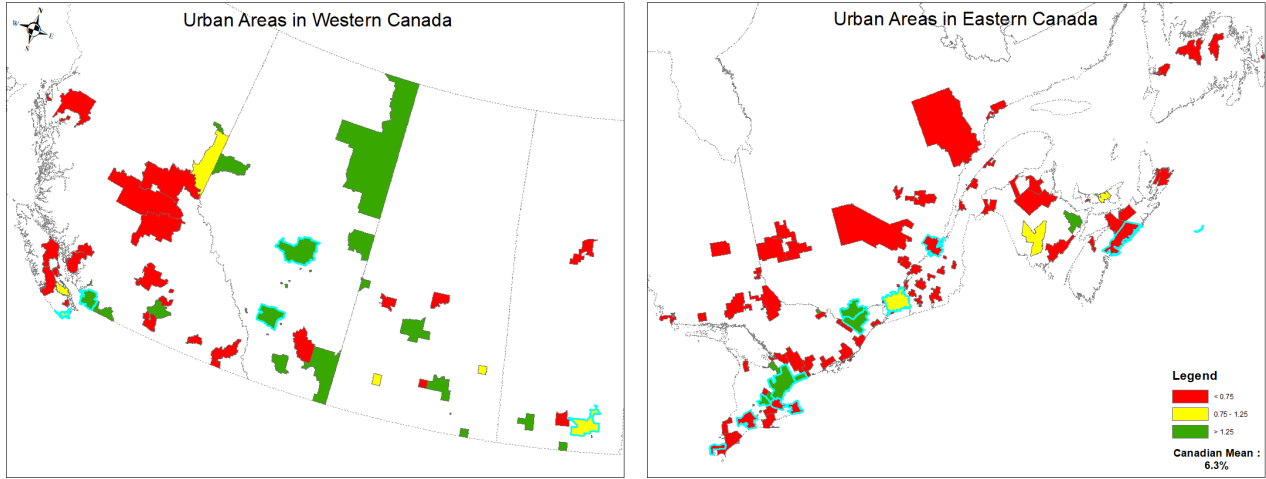 Urban Areas in Western Canada
N
W
E
S
Urban Areas in Eastern Canada
Legend
< 0.75
0.75 - 1.25
> 1.25
Canadian Mean :
6.3%